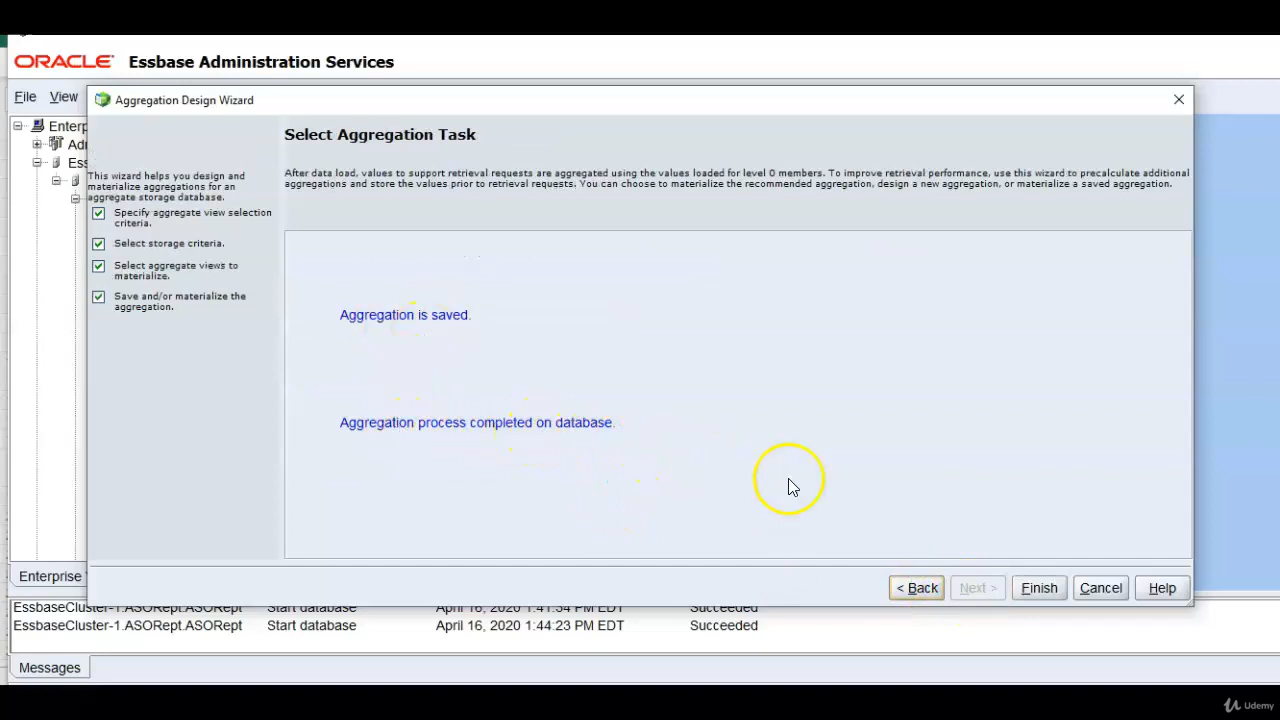 ORACLE Essbase Administration Services
File View
Aggregation Design Wizard
Enterp
Adr
Ess
Select Aggregation Task
This wizard helps you design and
materialize aggregations for an
aggregate storage database.
Specify aggregate view selection
criteria.
Select storage criteria.
Select aggregate views to
materialize.
Save and/or materialize the
aggregation.
After data load, values to support retrieval requests are aggregated using the values loaded for level 0 members. To improve retrieval performance, use this wizard to precalculate additional
aggregations and store the values prior to retrieval requests. You can choose to materialize the recommended aggregation, design a new aggregation, or materialize a saved aggregation.
Aggregation is saved.
Aggregation process completed on database.
< Back Next > Finish Cancel Help
Enterprise
EssbaseCluster-1.ASORept.ASORept Start database April 16, 2020 1:41:34 PM EDT Succeeded
EssbaseCluster-1.ASORept.ASORept Start database April 16, 2020 1:44:23 PM EDT Succeeded
Messages
Udemy